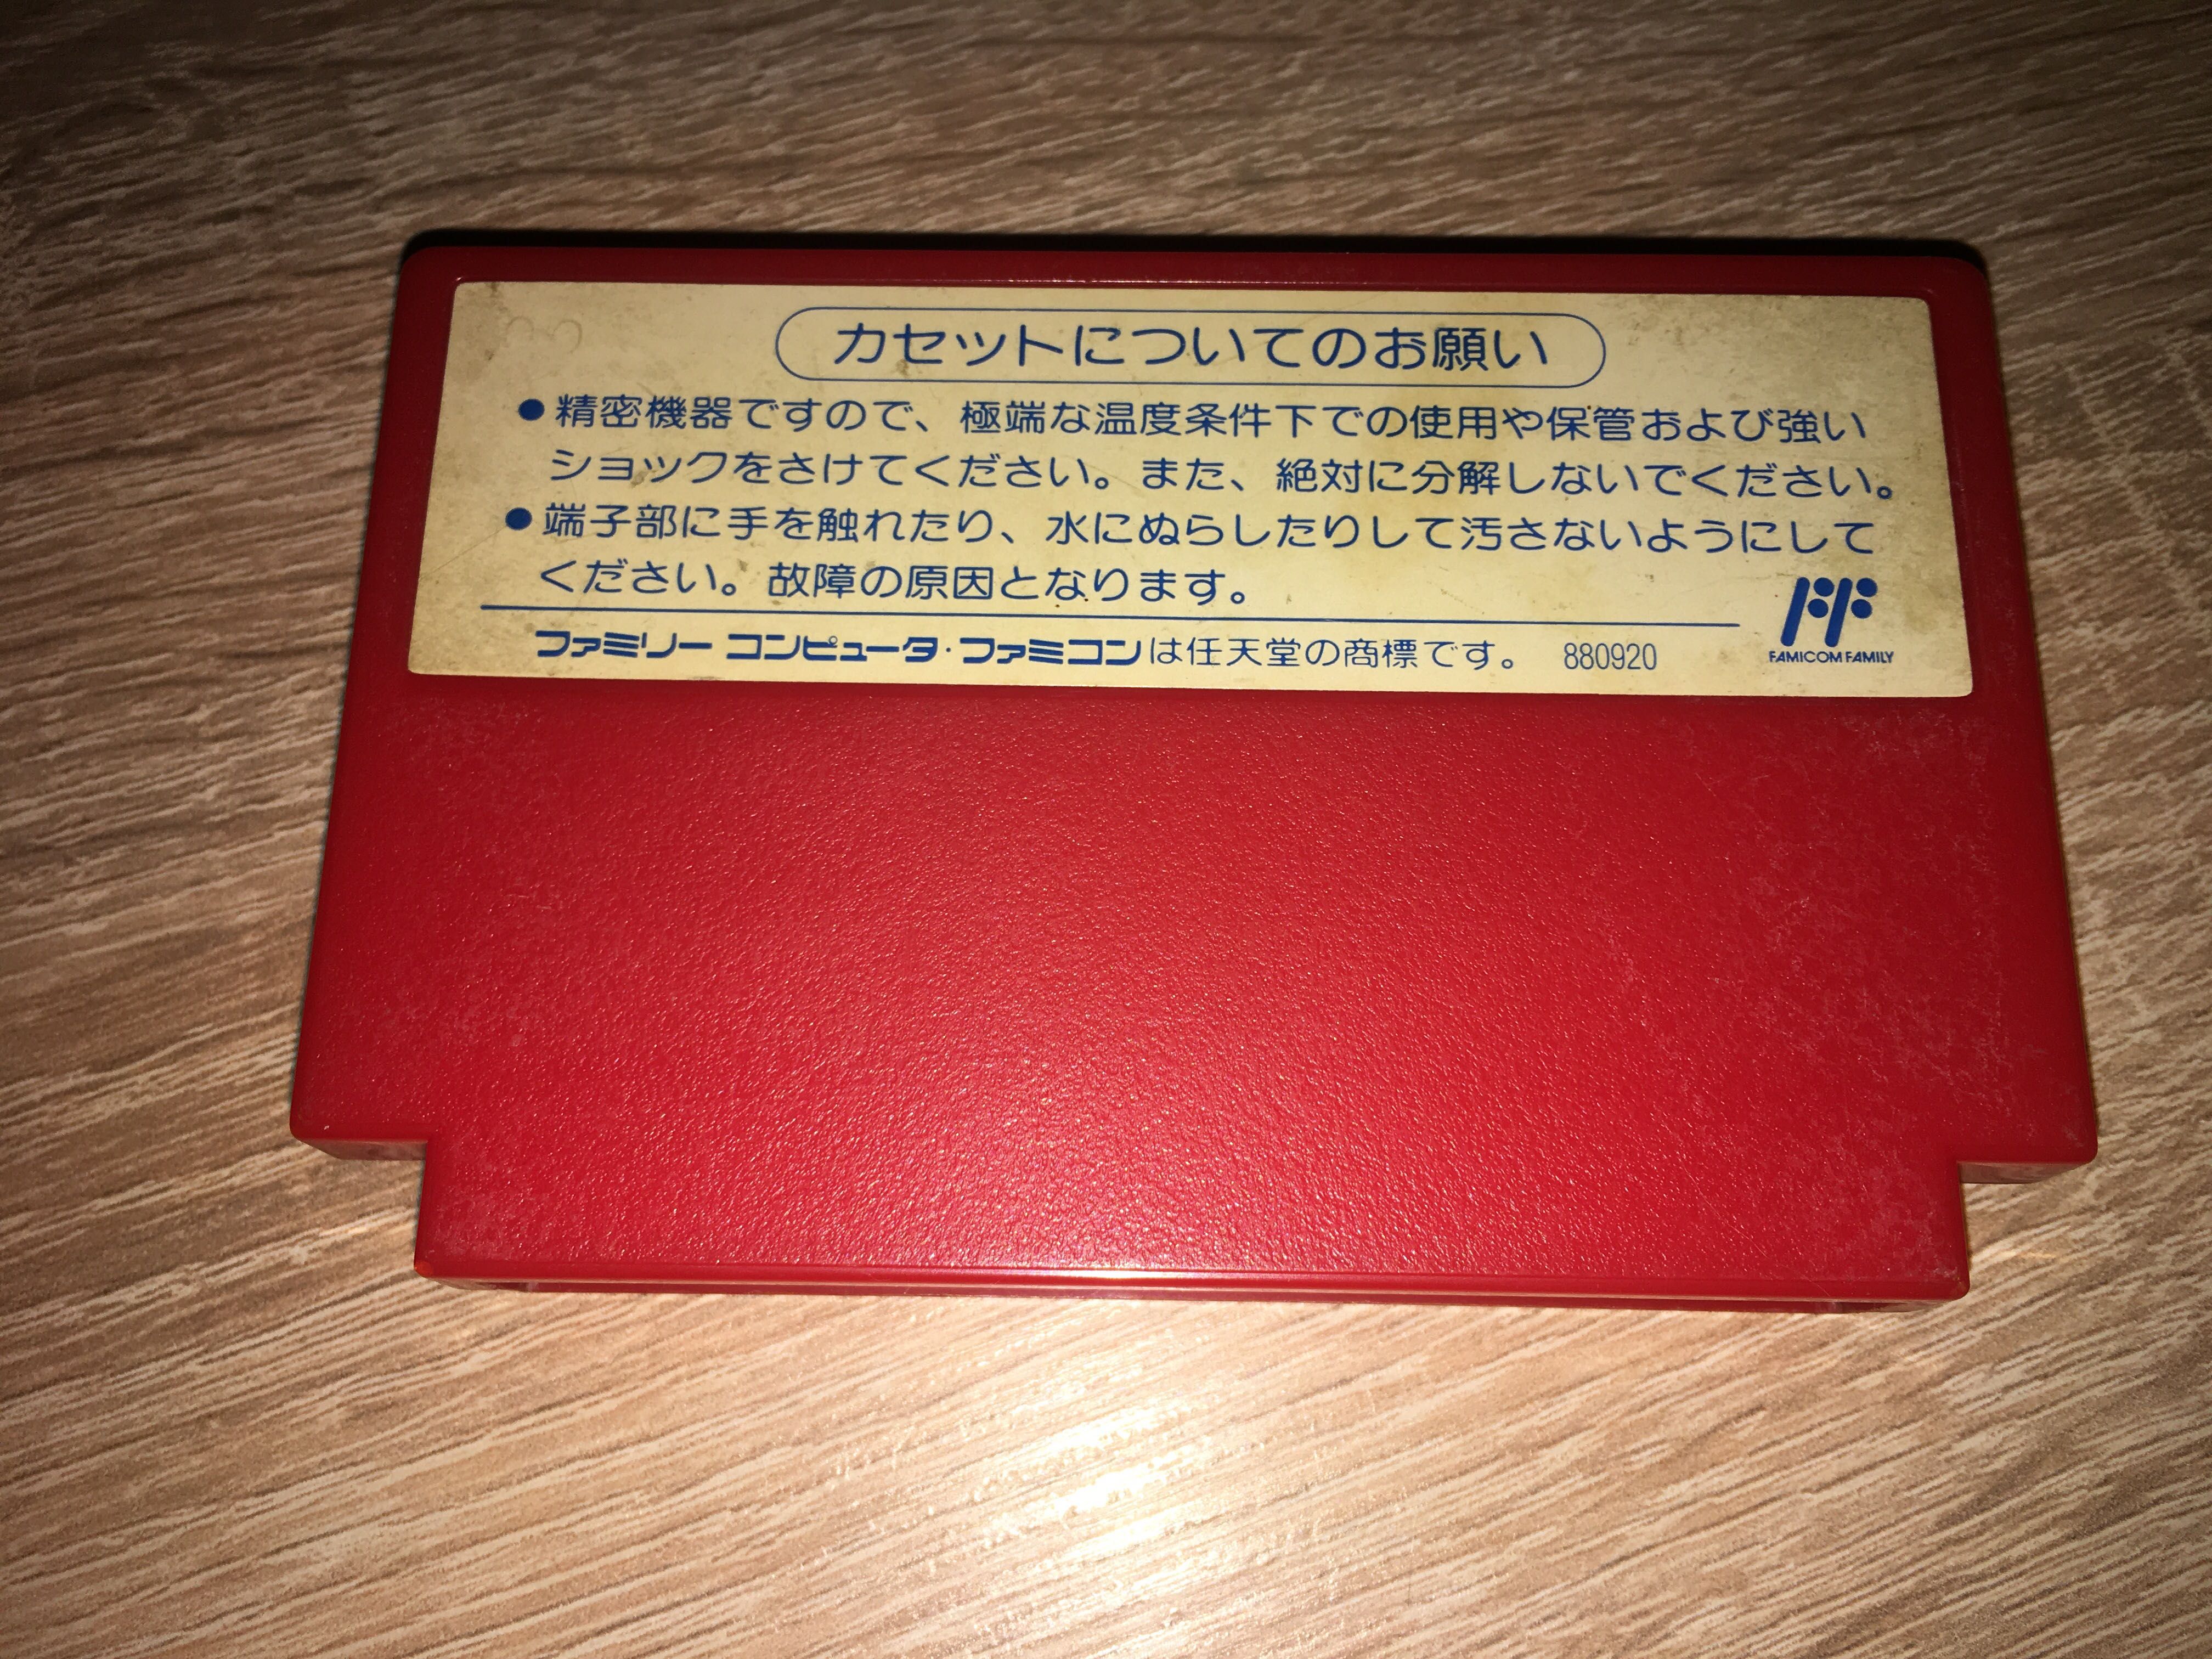 カセットについてのお願い
●精密機器ですので、極端な温度条件下での使用や保管および強い
ショックをさけてください。また、絶対に分解しないでください。
●端子部に手を触れたり、水にぬらしたりして汚さないようにして
ください。故障の原因となります。
ファミリー コンピュータ・ファミコンは任天堂の商標です。 880920
FAMICOM FAMILY